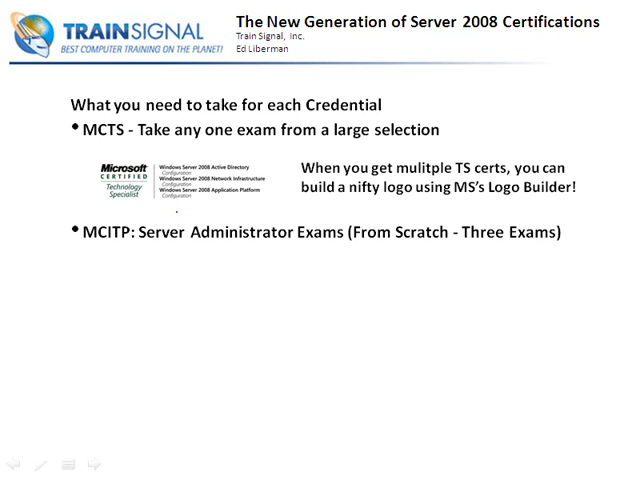 TRAINSIGNAL
BEST COMPUTER TRAINING ON THE PLANET!
The New Generation of Server 2008 Certifications
Train Signal, Inc.
Ed Liberman
What you need to take for each Credential
• MCTS - Take any one exam from a large selection
Microsoft
CERTIFIED
Technology
Specialist
Windows Server 2008 Active Directory
Configuration
Windows Server 2008 Network Infrastructure
Configuration
Windows Server 2008 Application Platform
Configuration
When you get mulitple TS certs, you can
build a nifty logo using MS's Logo Builder!
• MCITP: Server Administrator Exams (From Scratch - Three Exams)